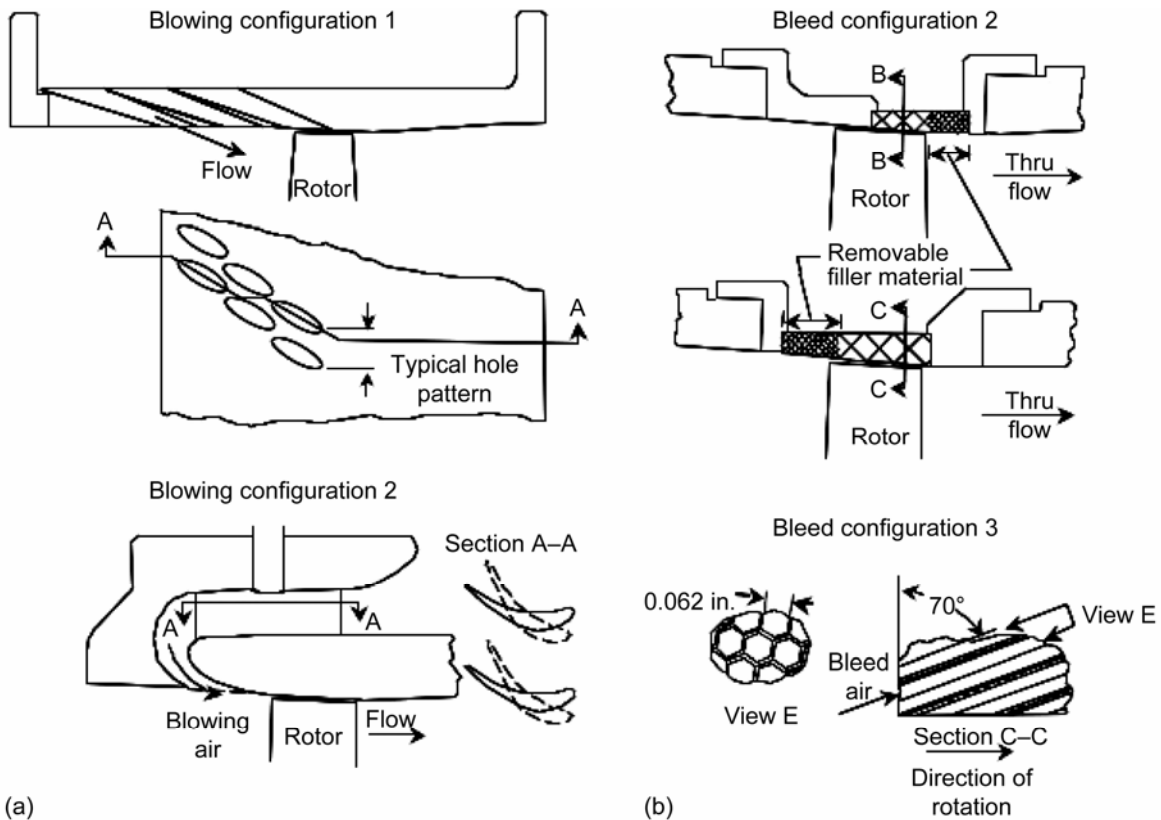 Blowing configuration 1
Flow
Rotor
A
A
Typical hole
pattern
Blowing configuration 2
Section A–A
A
A
Blowing
air
Rotor
Flow
(a)
Bleed configuration 2
B
B
Thru
flow
Rotor
Removable
filler material
C
C
Thru
flow
Rotor
Bleed configuration 3
0.062 in.
70°
View E
Bleed
air
View E
Section C–C
Direction of
rotation
(b)